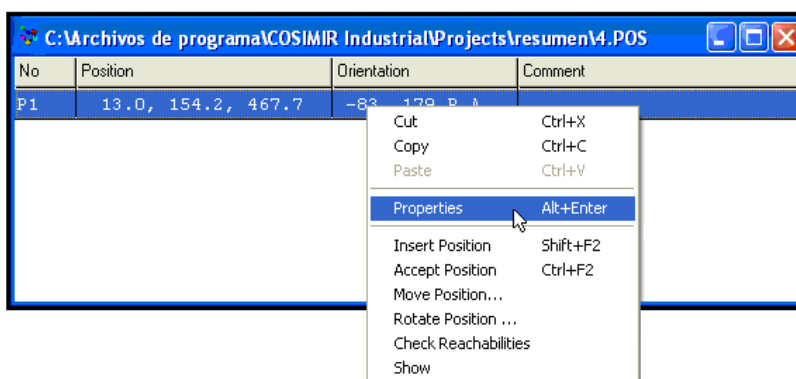 C:\Archivos de programa\COSIMIR Industrial\Projects\resumen\4.POS
No Position Orientation Comment
P1 13.0, 154.2, 467.7 -83, 179 R A
Cut Ctrl+X
Copy Ctrl+C
Paste Ctrl+V
Properties Alt+Enter
Insert Position Shift+F2
Accept Position Ctrl+F2
Move Position...
Rotate Position ...
Check Reachabilities
Show